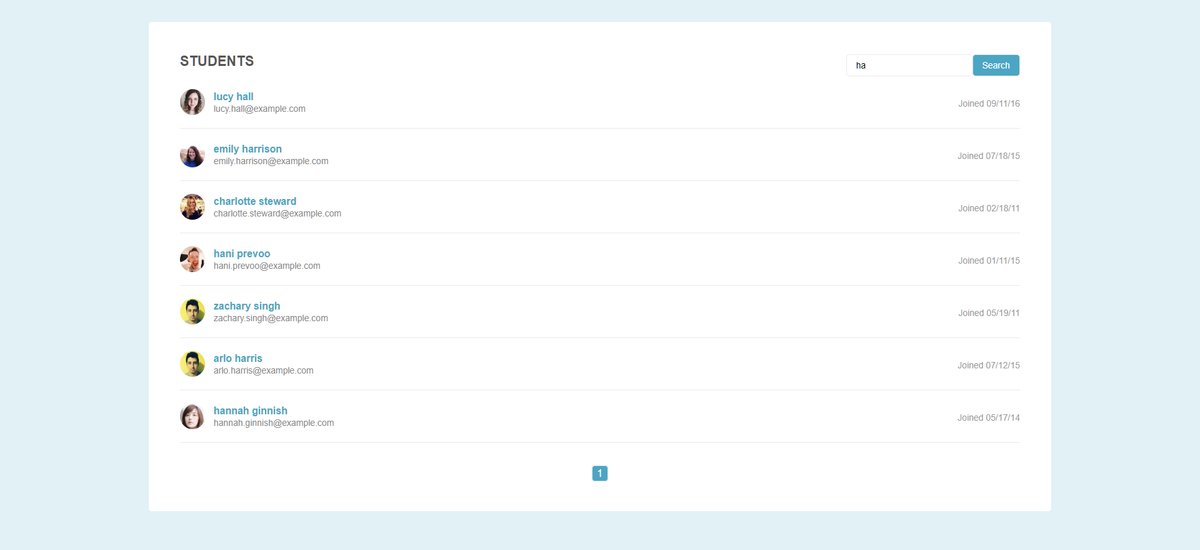 STUDENTS
ha
Search
lucy hall
lucy.hall@example.com
Joined 09/11/16
emily harrison
emily.harrison@example.com
Joined 07/18/15
charlotte steward
charlotte.steward@example.com
Joined 02/18/11
hani prevoo
hani.prevoo@example.com
Joined 01/11/15
zachary singh
zachary.singh@example.com
Joined 05/19/11
arlo harris
arlo.harris@example.com
Joined 07/12/15
hannah ginnish
hannah.ginnish@example.com
Joined 05/17/14
1